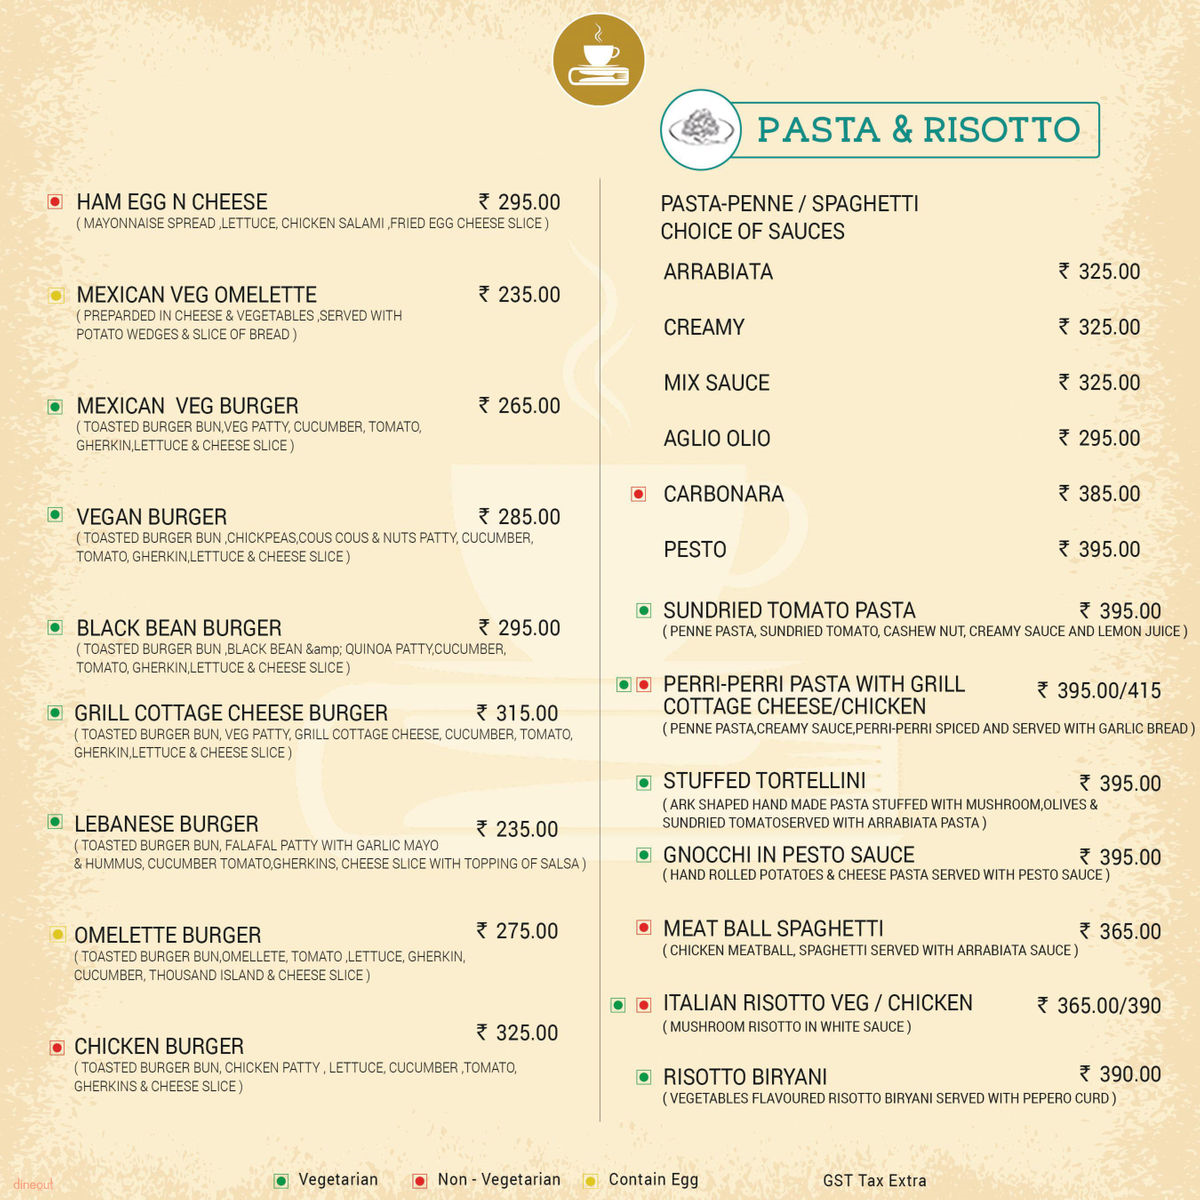 HAM EGG N CHEESE ₹ 295.00
( MAYONNAISE SPREAD ,LETTUCE, CHICKEN SALAMI ,FRIED EGG CHEESE SLICE )
MEXICAN VEG OMELETTE ₹ 235.00
( PREPARDED IN CHEESE & VEGETABLES ,SERVED WITH
POTATO WEDGES & SLICE OF BREAD )
MEXICAN VEG BURGER ₹ 265.00
( TOASTED BURGER BUN,VEG PATTY, CUCUMBER, TOMATO,
GHERKIN,LETTUCE & CHEESE SLICE )
VEGAN BURGER ₹ 285.00
( TOASTED BURGER BUN ,CHICKPEAS,COUS COUS & NUTS PATTY, CUCUMBER,
TOMATO, GHERKIN,LETTUCE & CHEESE SLICE )
BLACK BEAN BURGER ₹ 295.00
( TOASTED BURGER BUN ,BLACK BEAN &amp; QUINOA PATTY,CUCUMBER,
TOMATO, GHERKIN,LETTUCE & CHEESE SLICE )
GRILL COTTAGE CHEESE BURGER ₹ 315.00
( TOASTED BURGER BUN, VEG PATTY, GRILL COTTAGE CHEESE, CUCUMBER, TOMATO,
GHERKIN,LETTUCE & CHEESE SLICE )
LEBANESE BURGER ₹ 235.00
( TOASTED BURGER BUN, FALAFAL PATTY WITH GARLIC MAYO
& HUMMUS, CUCUMBER TOMATO,GHERKINS, CHEESE SLICE WITH TOPPING OF SALSA )
OMELETTE BURGER ₹ 275.00
( TOASTED BURGER BUN,OMELLETE, TOMATO ,LETTUCE, GHERKIN,
CUCUMBER, THOUSAND ISLAND & CHEESE SLICE )
CHICKEN BURGER ₹ 325.00
( TOASTED BURGER BUN, CHICKEN PATTY , LETTUCE, CUCUMBER ,TOMATO,
GHERKINS & CHEESE SLICE )
PASTA & RISOTTO
PASTA-PENNE / SPAGHETTI
CHOICE OF SAUCES
ARRABIATA ₹ 325.00
CREAMY ₹ 325.00
MIX SAUCE ₹ 325.00
AGLIO OLIO ₹ 295.00
CARBONARA ₹ 385.00
PESTO ₹ 395.00
SUNDRIED TOMATO PASTA ₹ 395.00
( PENNE PASTA, SUNDRIED TOMATO, CASHEW NUT, CREAMY SAUCE AND LEMON JUICE )
PERRI-PERRI PASTA WITH GRILL ₹ 395.00/415
COTTAGE CHEESE/CHICKEN
( PENNE PASTA,CREAMY SAUCE,PERRI-PERRI SPICED AND SERVED WITH GARLIC BREAD )
STUFFED TORTELLINI ₹ 395.00
( ARK SHAPED HAND MADE PASTA STUFFED WITH MUSHROOM,OLIVES &
SUNDRIED TOMATOSERVED WITH ARRABIATA PASTA )
GNOCCHI IN PESTO SAUCE ₹ 395.00
( HAND ROLLED POTATOES & CHEESE PASTA SERVED WITH PESTO SAUCE )
MEAT BALL SPAGHETTI ₹ 365.00
( CHICKEN MEATBALL, SPAGHETTI SERVED WITH ARRABIATA SAUCE )
ITALIAN RISOTTO VEG / CHICKEN ₹ 365.00/390
( MUSHROOM RISOTTO IN WHITE SAUCE )
RISOTTO BIRYANI ₹ 390.00
( VEGETABLES FLAVOURED RISOTTO BIRYANI SERVED WITH PEPERO CURD )
Vegetarian Non - Vegetarian Contain Egg GST Tax Extra
dineout